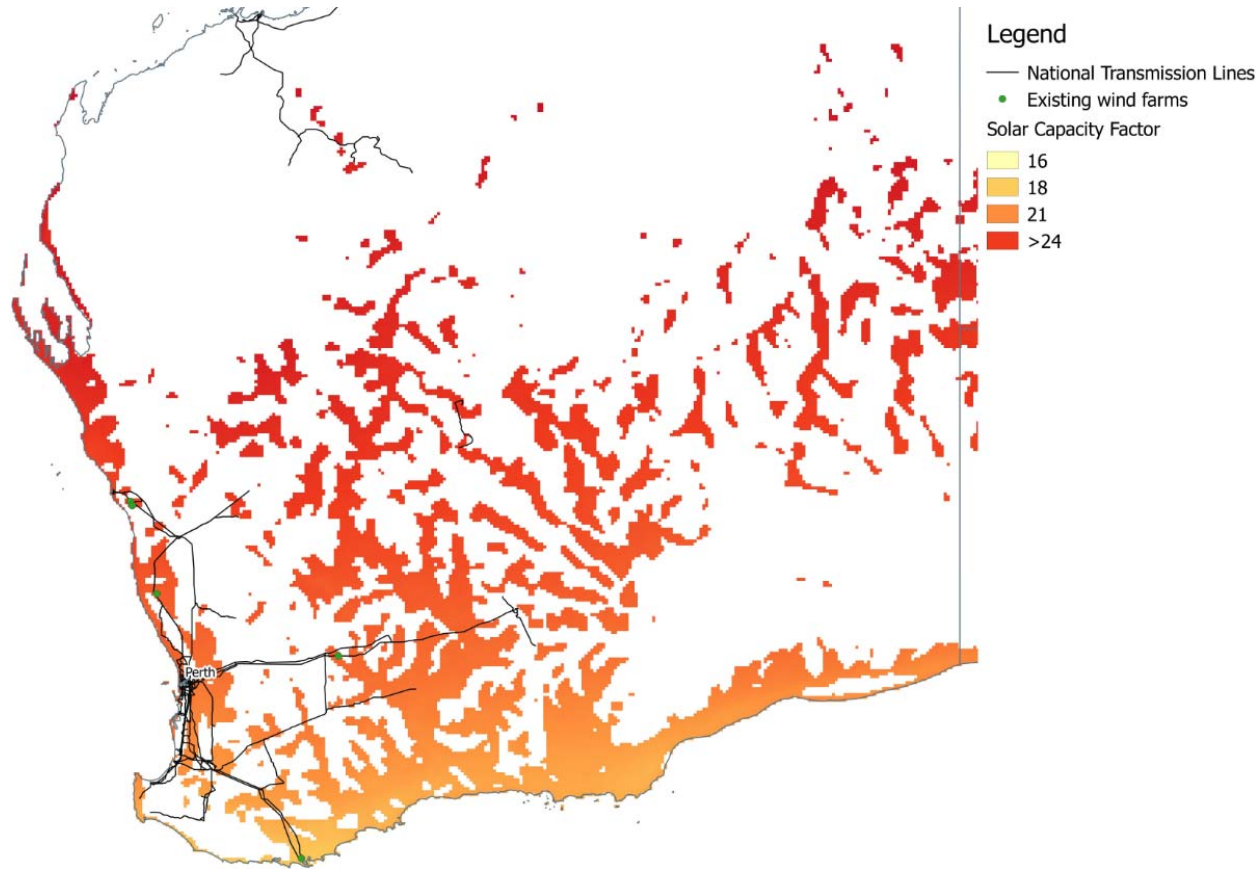 Legend
National Transmission Lines
Existing wind farms
Solar Capacity Factor
16
18
21
>24
Perth